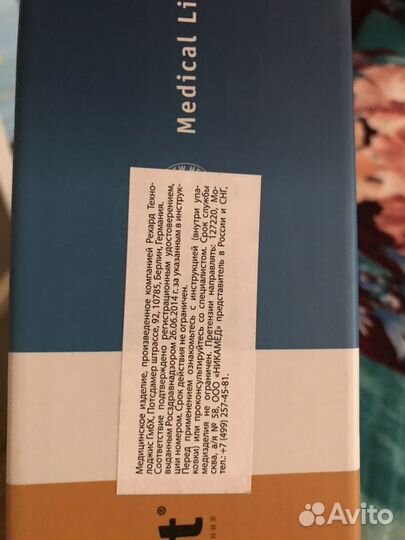 Medical Li
Медицинское изделие, произведенное компанией Рехард Техно-
лоджис ГмбХ, Потсдамер штрассе, 92, 10785, Берлин, Германия.
Соответствие подтверждено регистрационным удостоверением,
выданным Росздравнадзором 26.06.2014 г. за указанным в инструк-
ции номером. Срок действия не ограничен.
Перед применением ознакомьтесь с инструкцией (внутри упа-
ковки) или проконсультируйтесь со специалистом. Срок службы
медизделия не ограничен. Претензии направлять: 127220, Мо-
сква, а/я № 58, ООО «НИКАМЕД» представитель в России и СНГ,
тел.: +7 (499) 257-45-81.
t®
ния
Avito